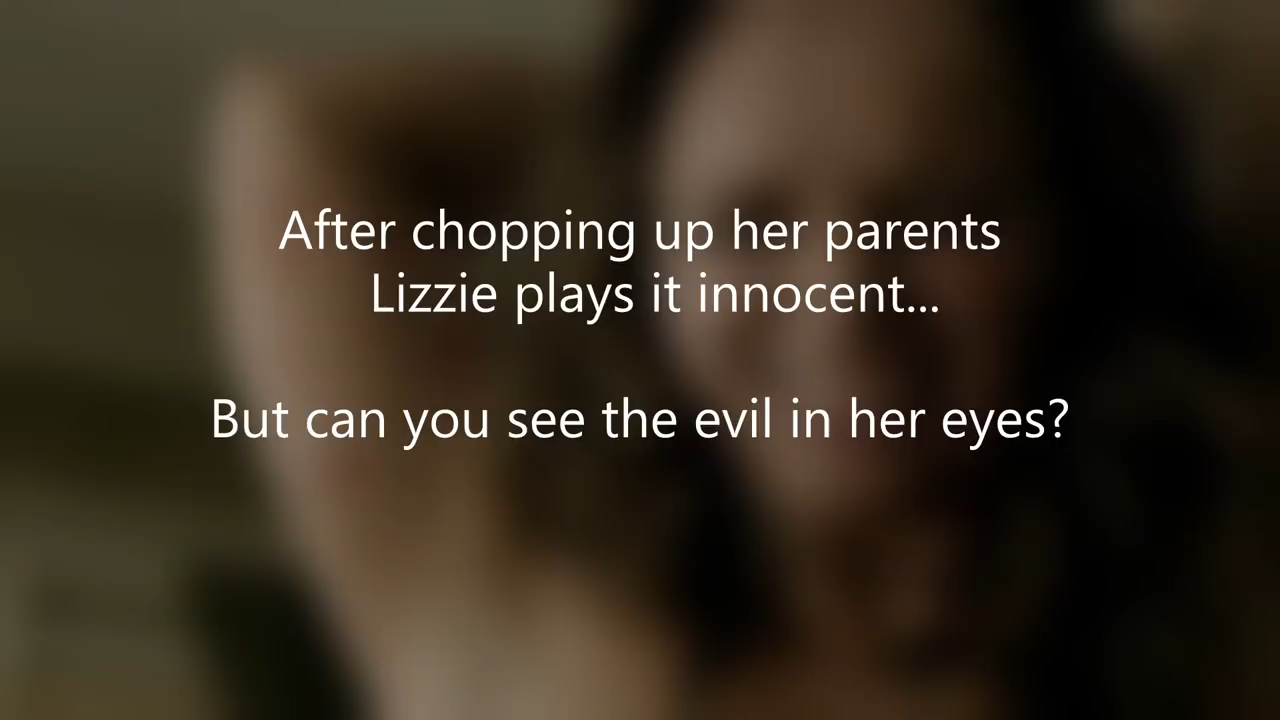 After chopping up her parents
Lizzie plays it innocent...
But can you see the evil in her eyes?